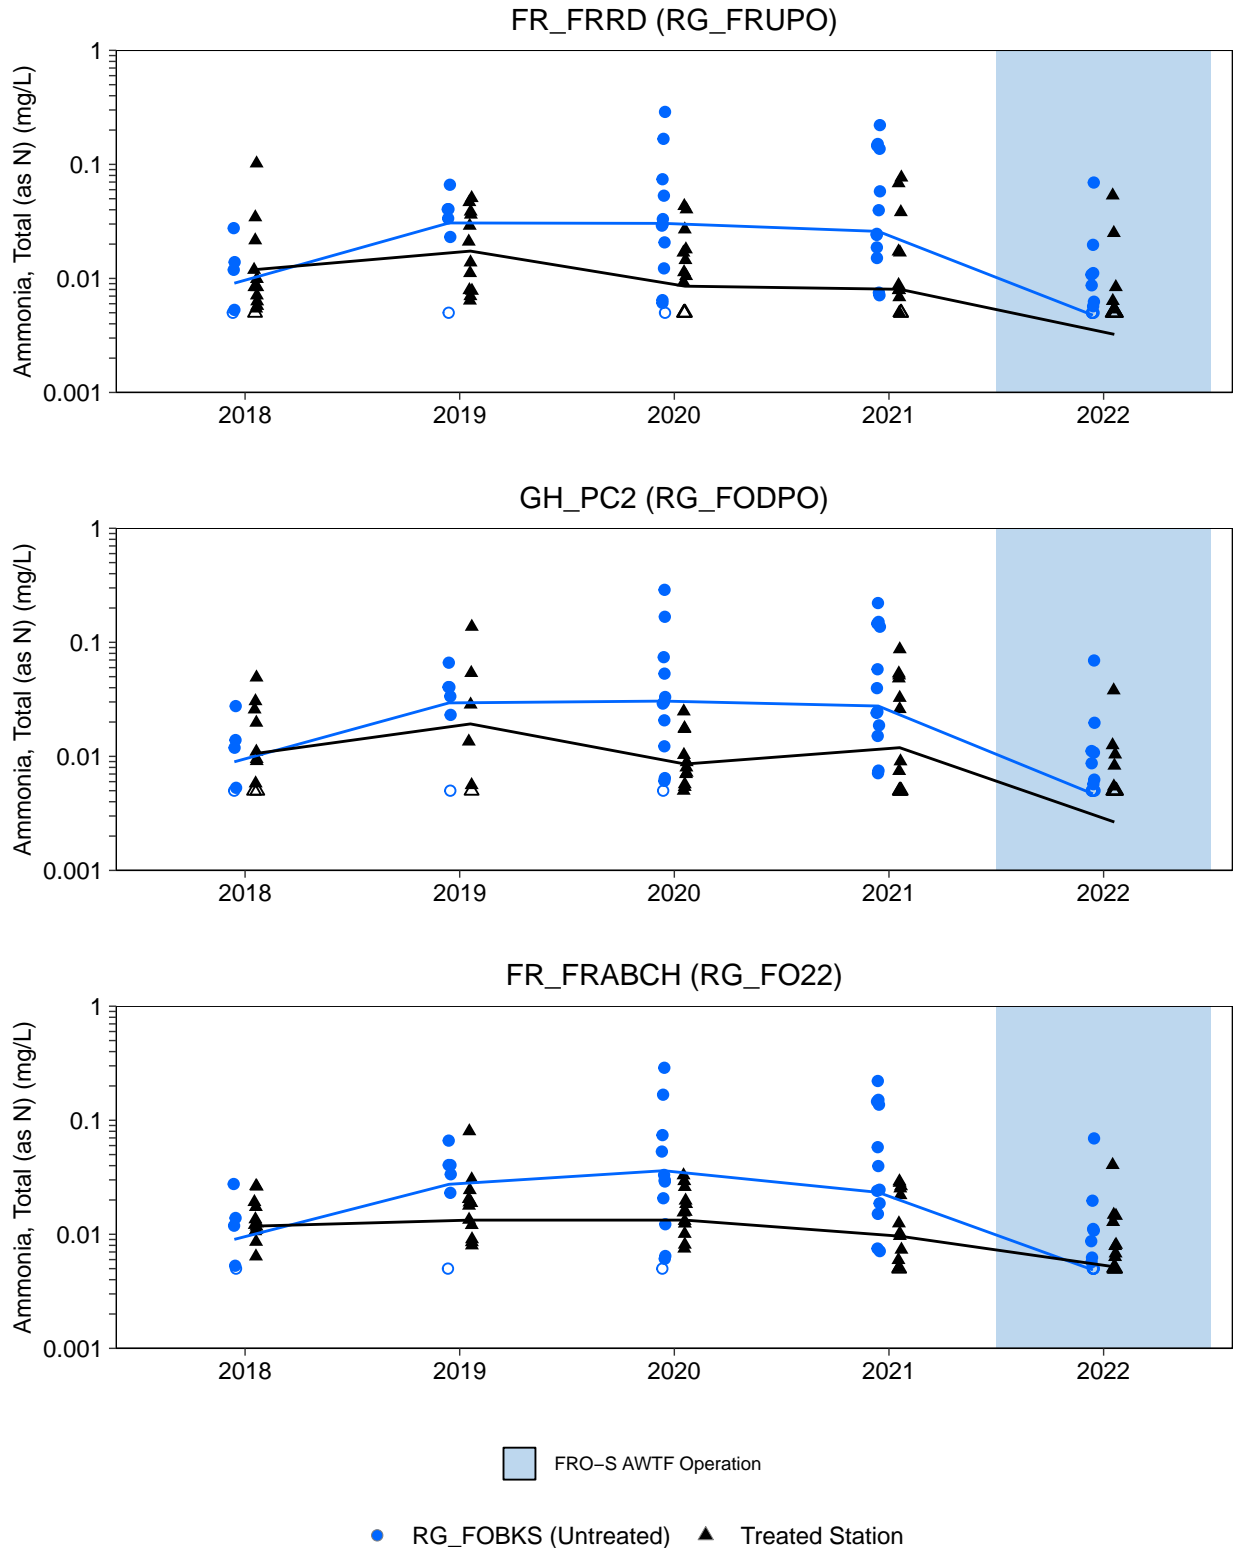 FR_FRRD (RG_FRUPO)
Ammonia, Total (as N) (mg/L)
1
0.1
0.01
0.001
2018 2019 2020 2021 2022
GH_PC2 (RG_FODPO)
Ammonia, Total (as N) (mg/L)
1
0.1
0.01
0.001
2018 2019 2020 2021 2022
FR_FRABCH (RG_FO22)
Ammonia, Total (as N) (mg/L)
1
0.1
0.01
0.001
2018 2019 2020 2021 2022
FRO−S AWTF Operation
RG_FOBKS (Untreated) Treated Station